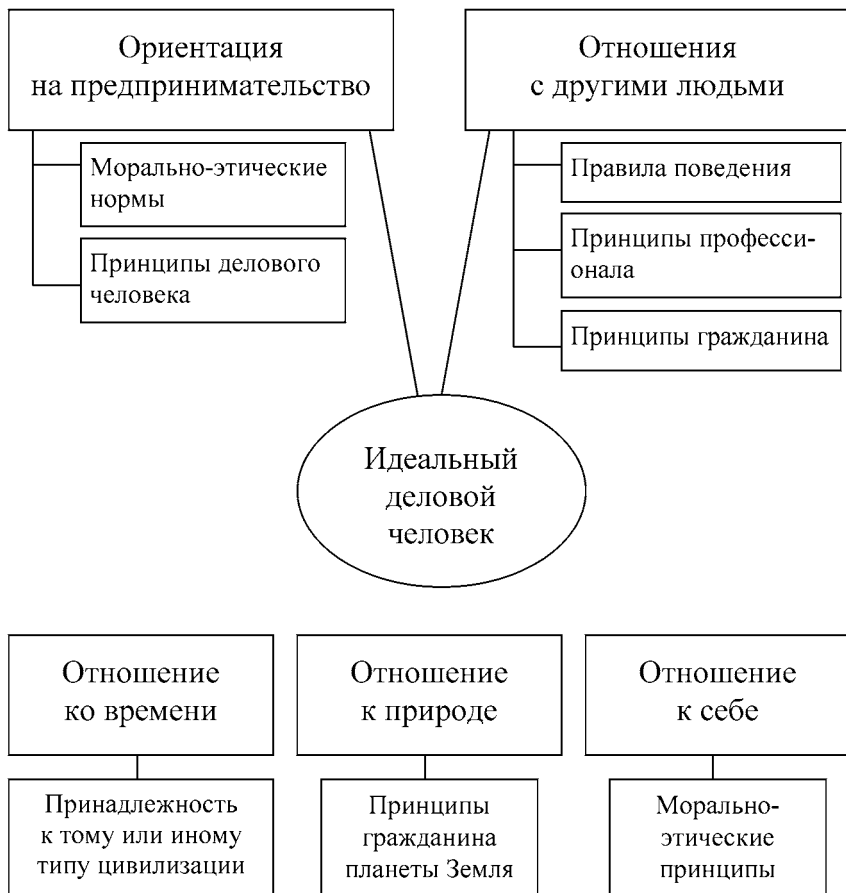 Ориентация
на предпринимательство
Морально-этические
нормы
Принципы делового
человека
Отношения
с другими людьми
Правила поведения
Принципы професси-
онала
Принципы гражданина
Идеальный
деловой
человек
Отношение
ко времени
Принадлежность
к тому или иному
типу цивилизации
Отношение
к природе
Принципы
гражданина
планеты Земля
Отношение
к себе
Морально-
этические
принципы